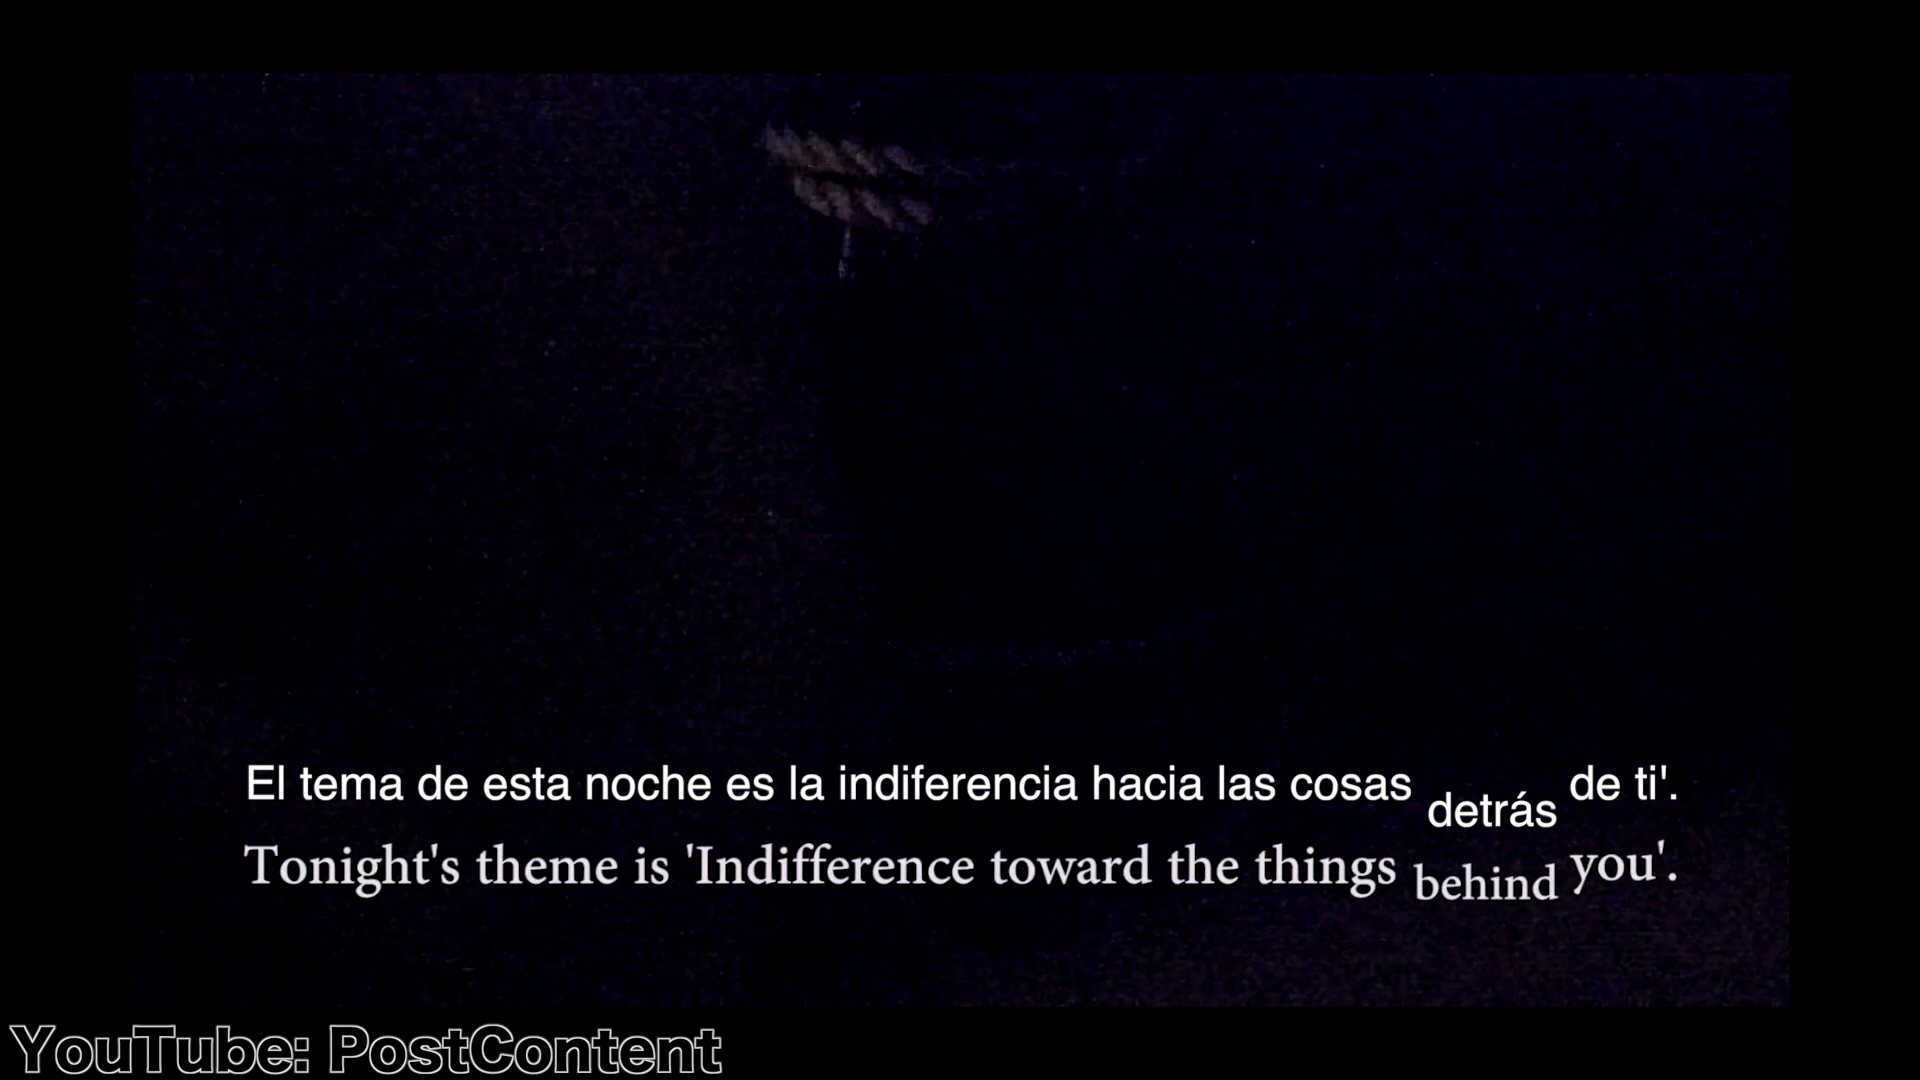 El tema de esta noche es la indiferencia hacia las cosas detrás de ti'.
Tonight's theme is 'Indifference toward the things behind you'.
YouTube: PostContent